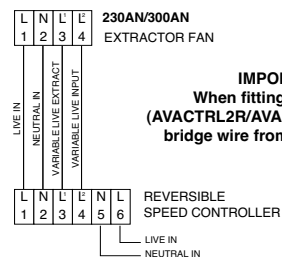 L N L¹ L² 230AN/300AN
1 2 3 4 EXTRACTOR FAN
LIVE IN
NEUTRAL IN
VARIABLE LIVE EXTRACT
VARIABLE LIVE INPUT
IMPO
When fitting
(AVACTRL2R/AVA
bridge wire from
L N L¹ L² N L REVERSIBLE
1 2 3 4 5 6 SPEED CONTROLLER
LIVE IN
NEUTRAL IN